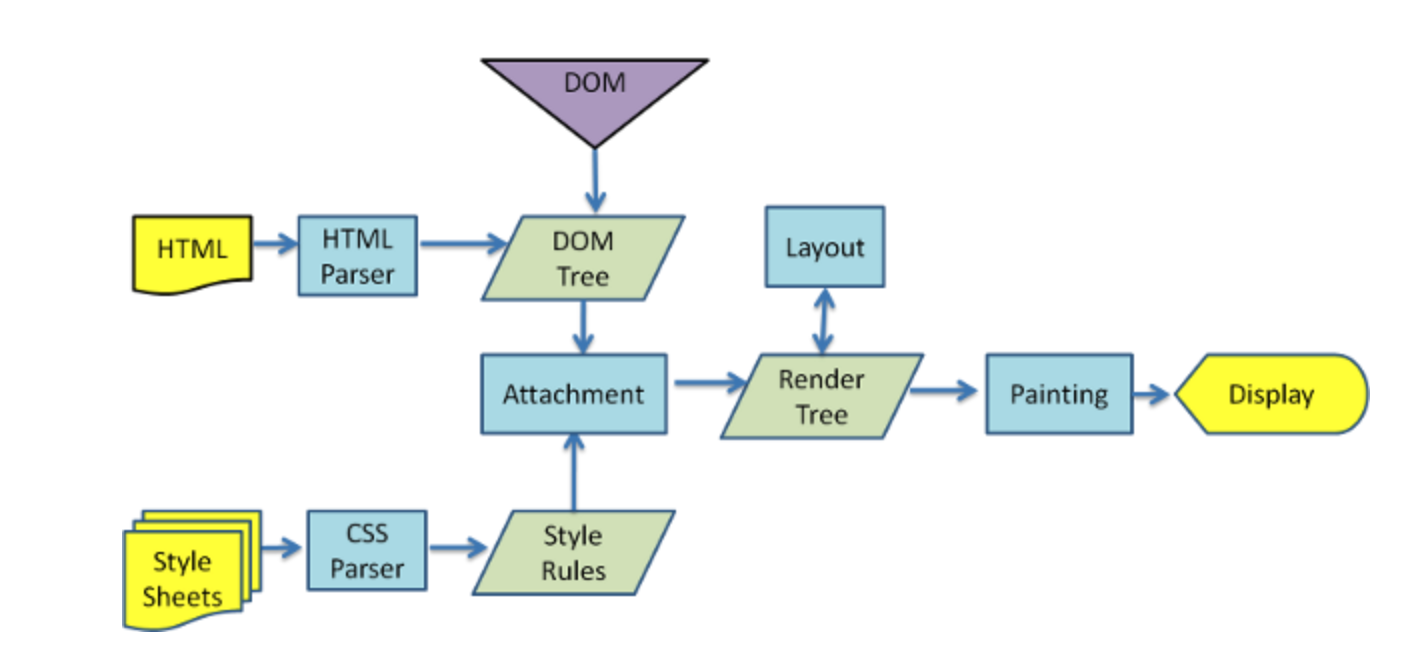 DOM
HTML
HTML
Parser
DOM
Tree
Layout
Attachment
Render
Tree
Painting
Display
Style
Sheets
CSS
Parser
Style
Rules